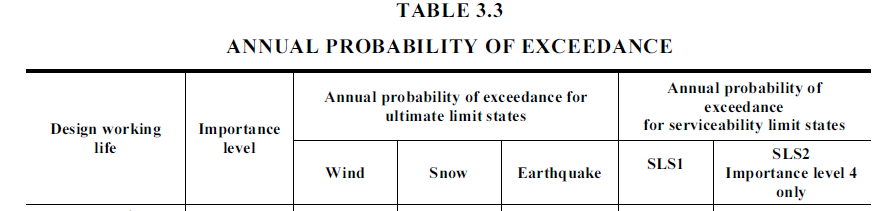 TABLE 3.3
ANNUAL PROBABILITY OF EXCEEDANCE
Design working
life
Importance
level
Annual probability of exceedance for
ultimate limit states
Annual probability of
exceedance
for serviceability limit states
Wind
Snow
Earthquake
SLS1
SLS2
Importance level 4
only